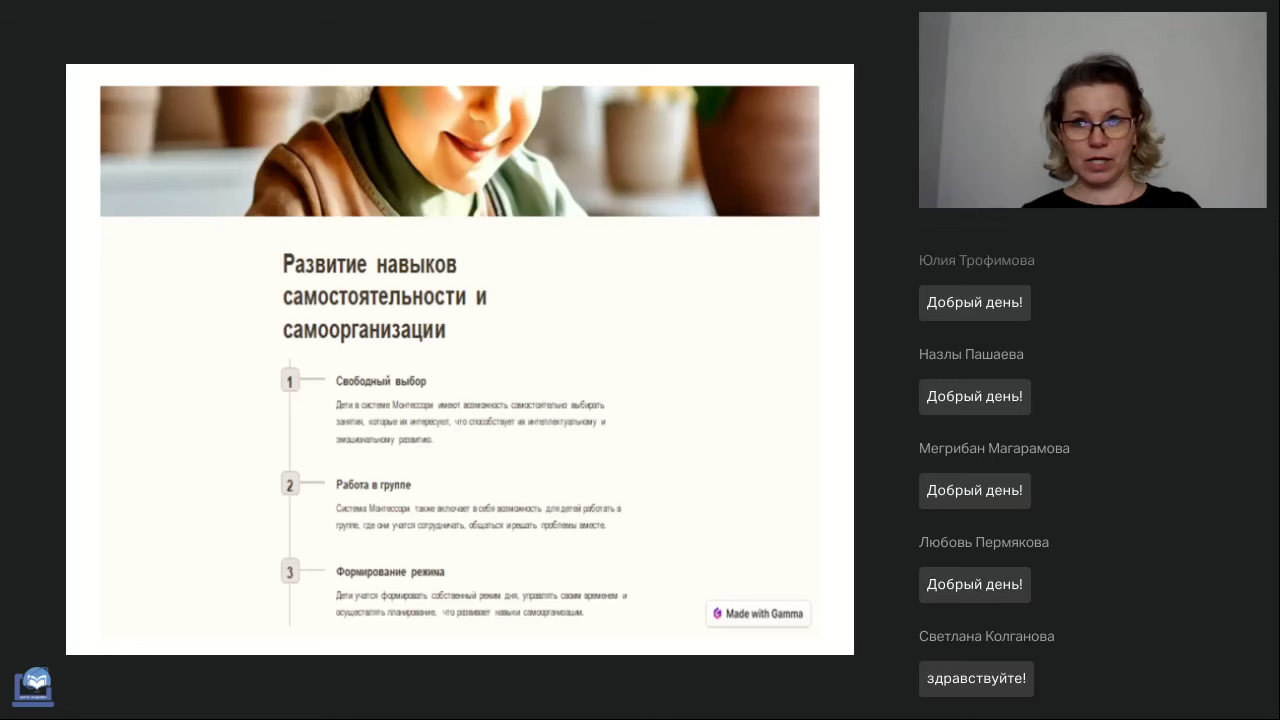 Развитие навыков
самостоятельности и
самоорганизации
1
Свободный выбор
Дети в системе Монтессори имеют возможность самостоятельно выбирать
занятия, которые их интересуют, что способствует их интеллектуальному и
эмоциональному развитию.
2
Работа в группе
Система Монтессори также включает в себя возможность для детей работать в
группе, где они учатся сотрудничать, общаться и решать проблемы вместе.
3
Формирование режима
Дети учатся формировать собственный режим дня, управлять своим временем и
осуществлять планирование, что развивает навыки самоорганизации.
Made with Gamma
Юлия Трофимова
Добрый день!
Назлы Пашаева
Добрый день!
Мегрибан Магарамова
Добрый день!
Любовь Пермякова
Добрый день!
Светлана Колганова
здравствуйте!